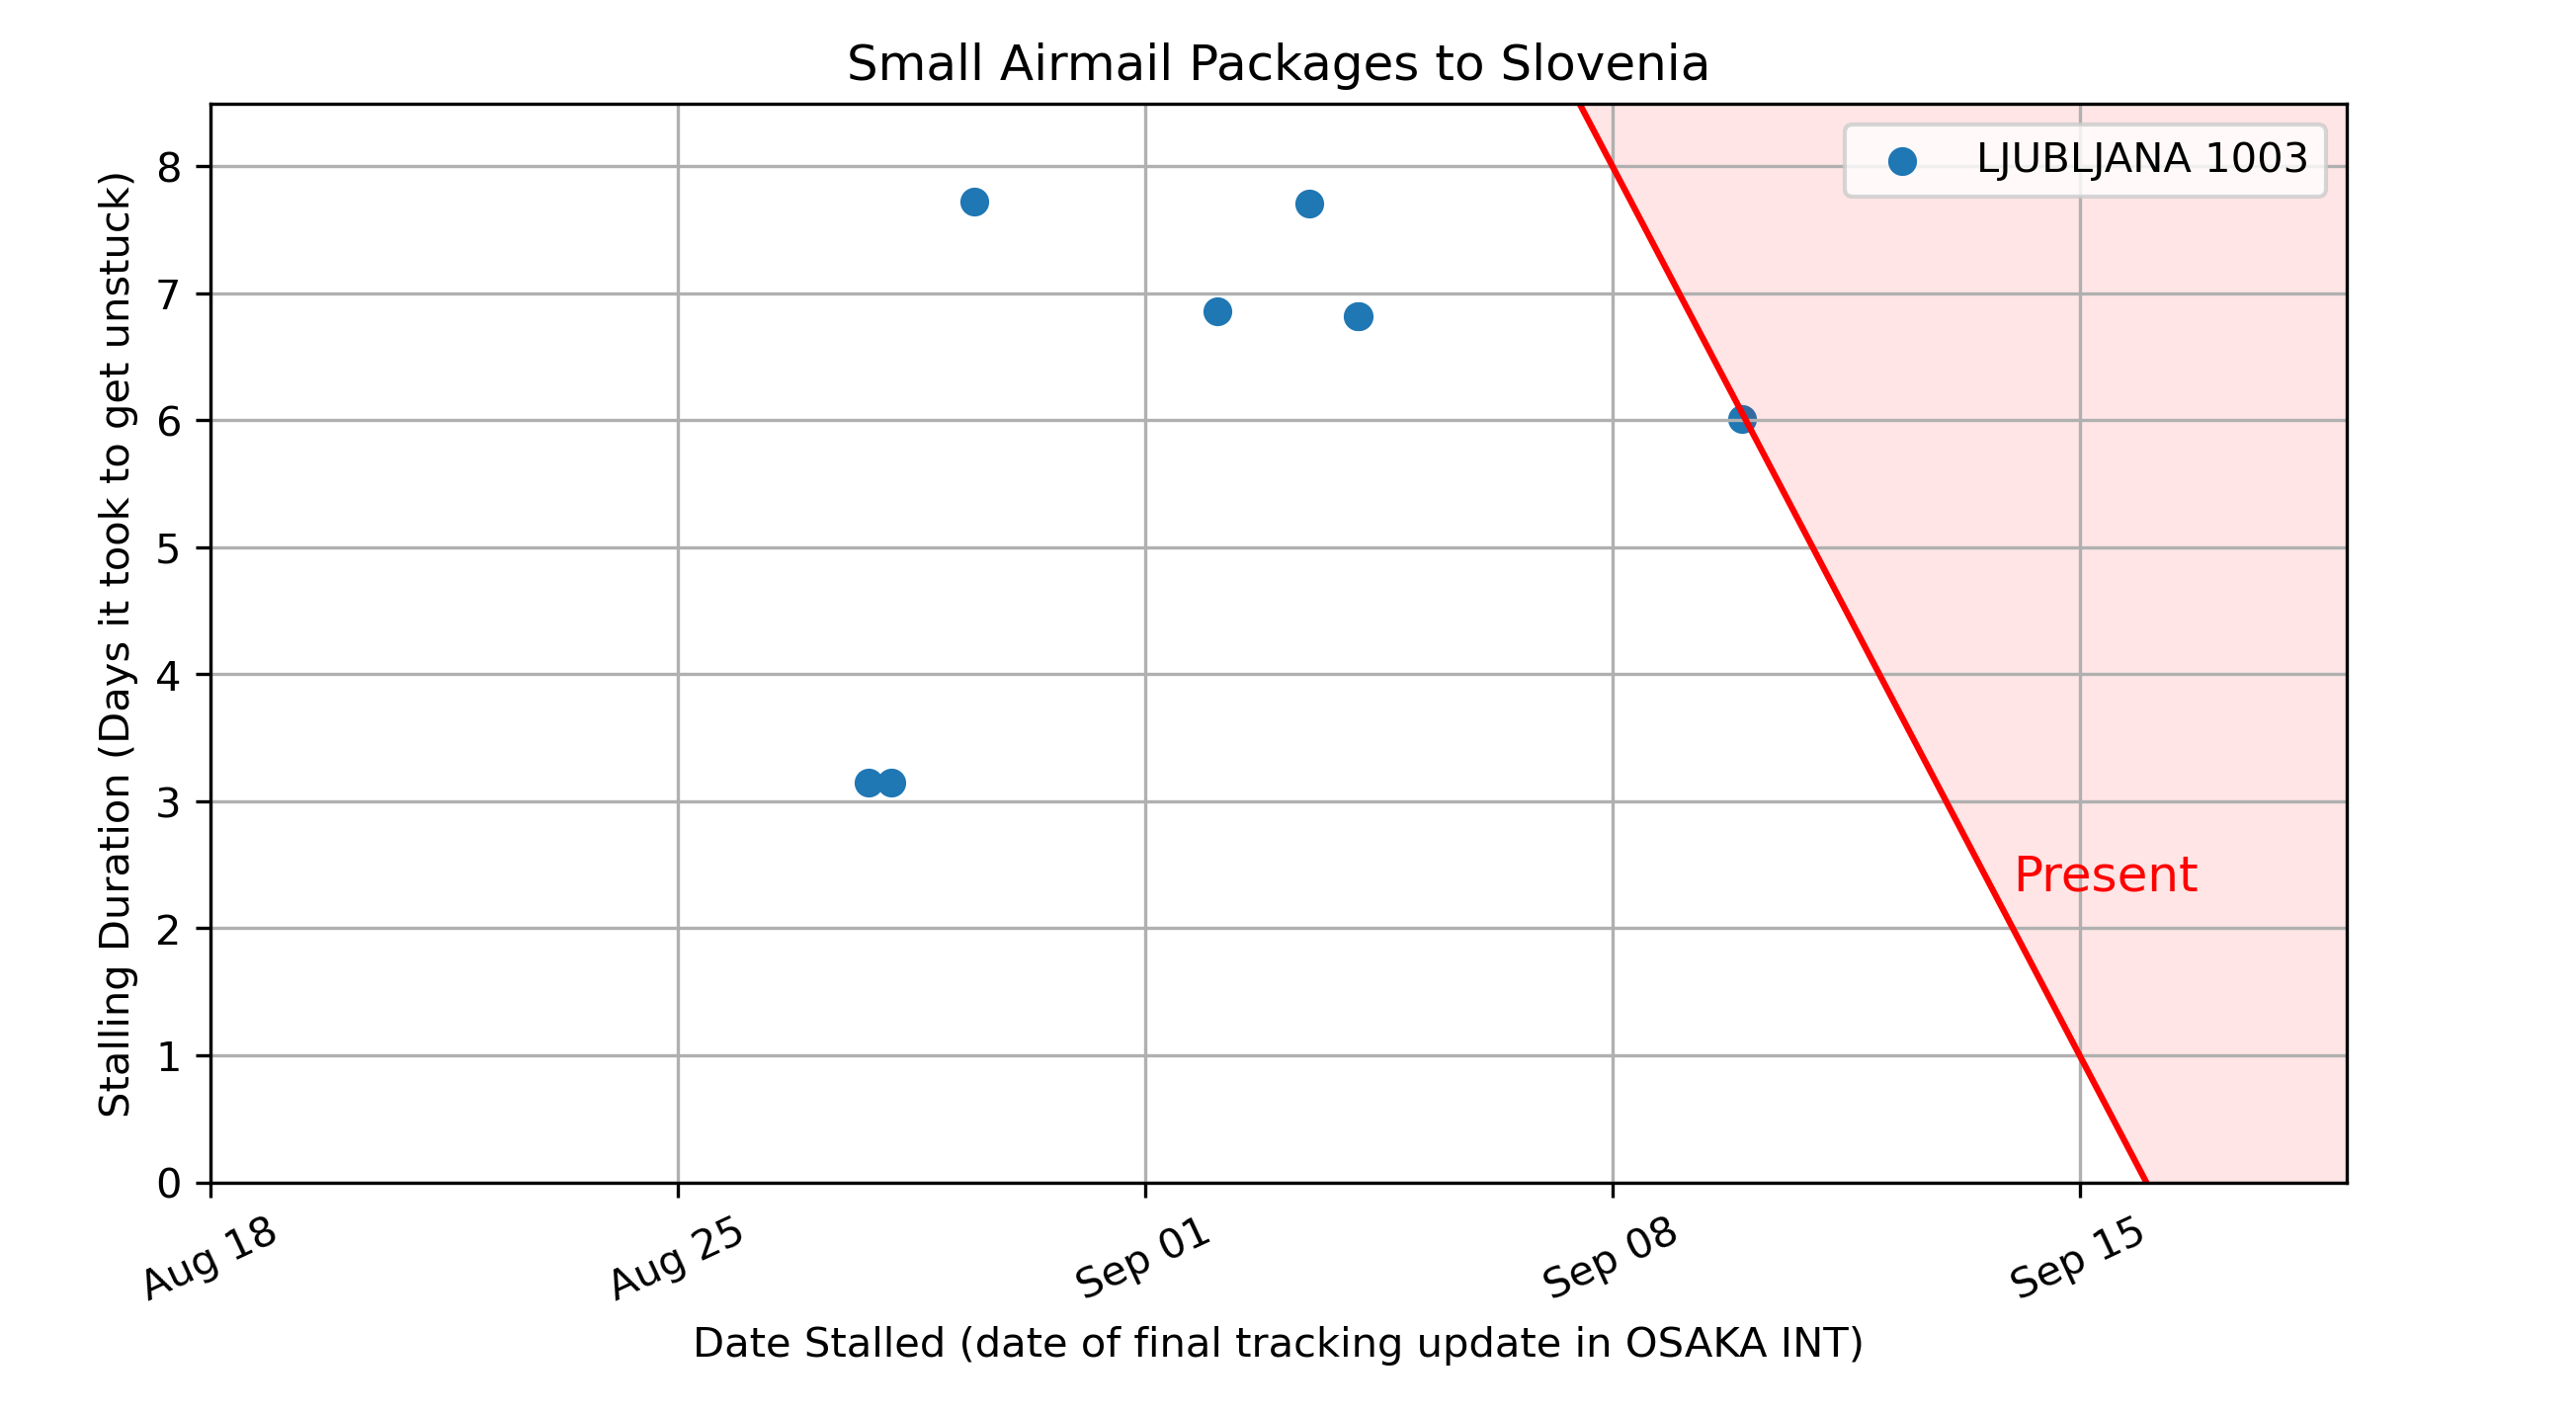 Small Airmail Packages to Slovenia
LJUBLJANA 1003
Stalling Duration (Days it took to get unstuck)
8
7
6
5
4
3
2
1
0
Present
Aug 18
Aug 25
Sep 01
Sep 08
Sep 15
Date Stalled (date of final tracking update in OSAKA INT)